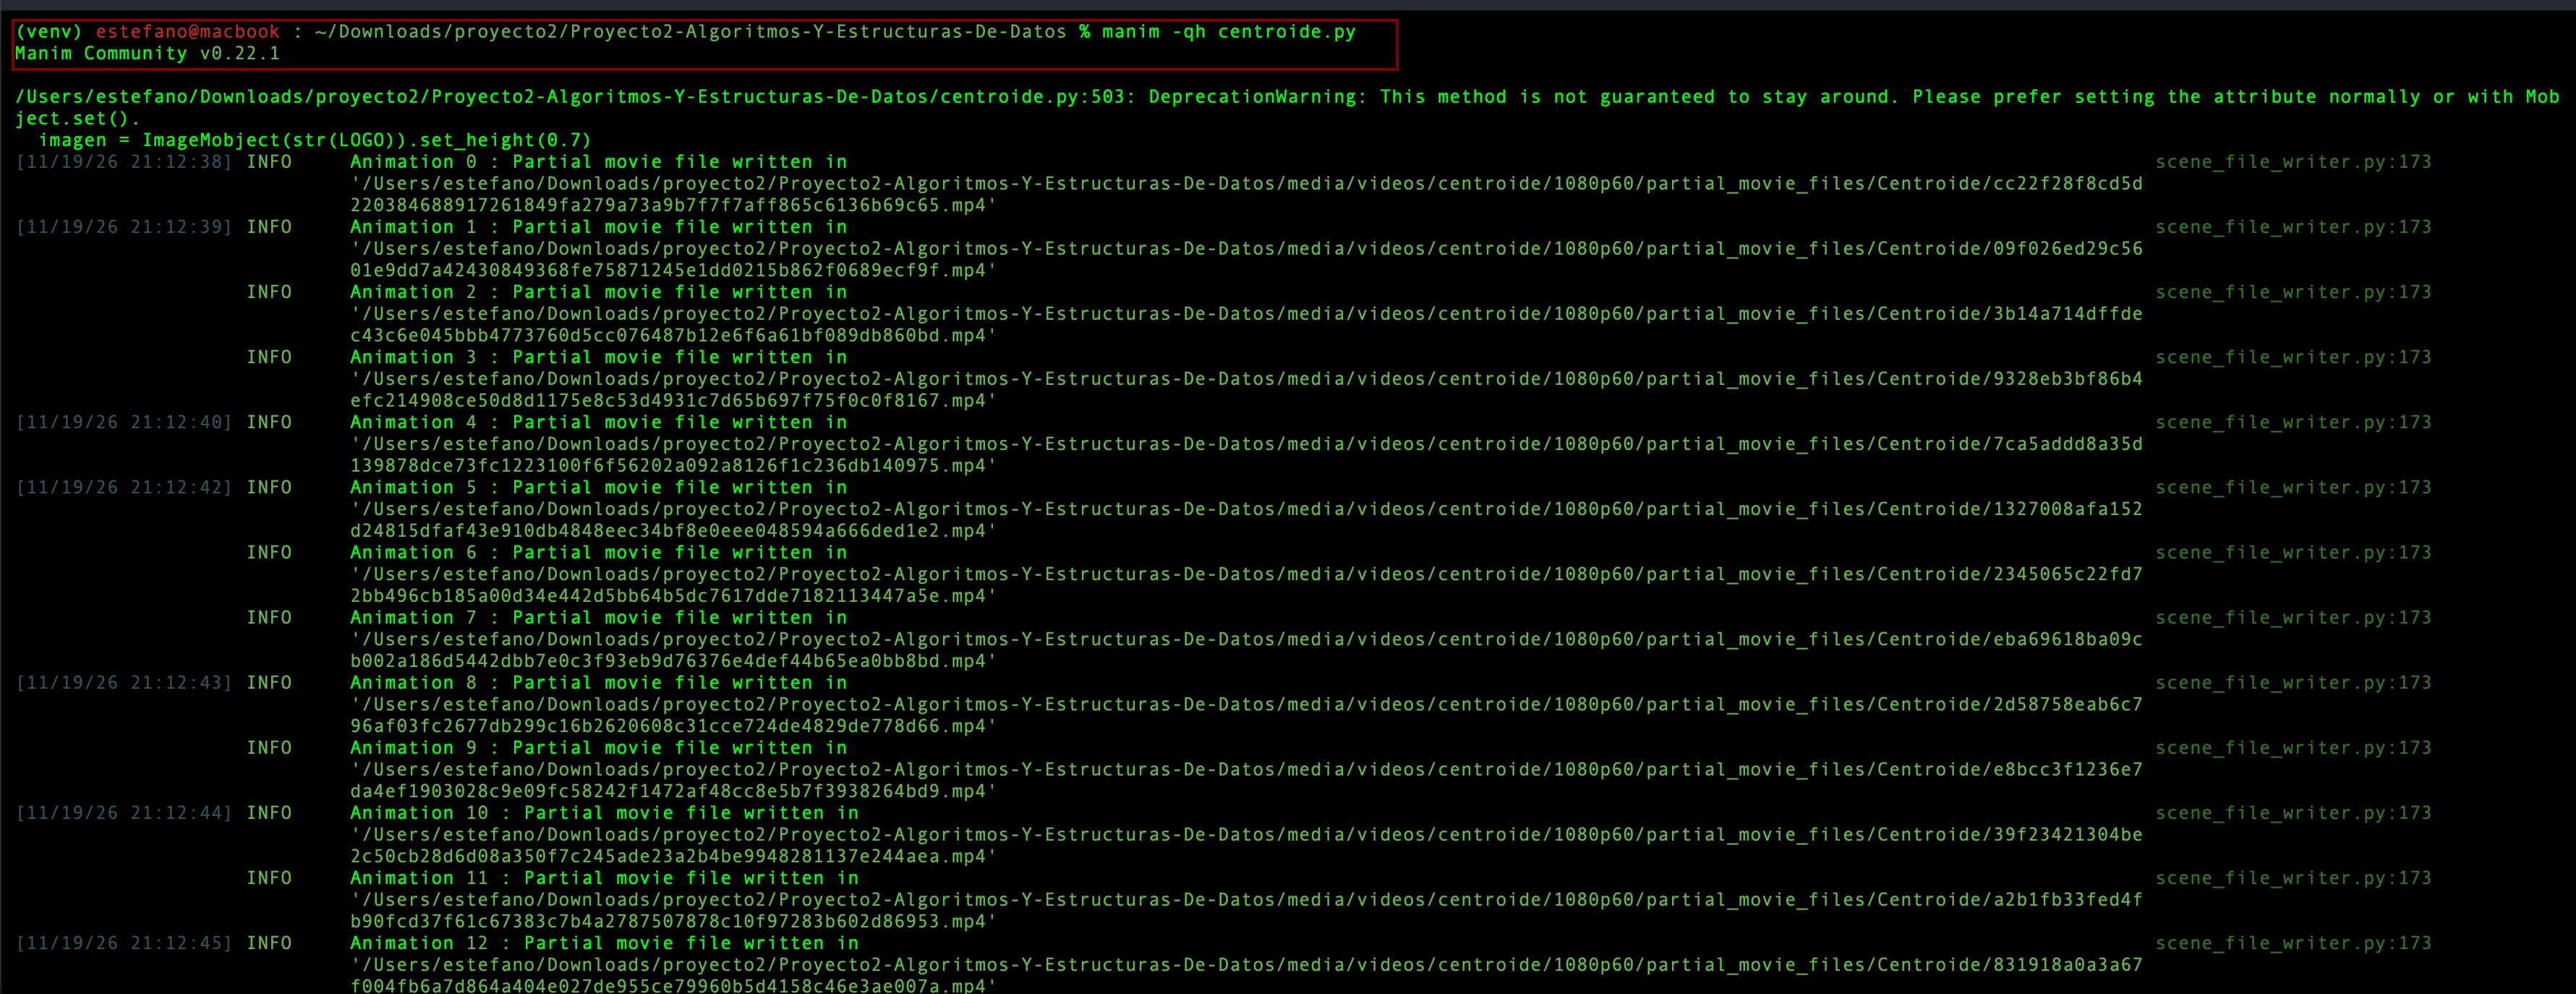 (venv) estefano@macbook : ~/Downloads/proyecto2/Proyecto2-Algoritmos-Y-Estructuras-De-Datos % manim -qh centroide.py
Manim Community v0.22.1
/Users/estefano/Downloads/proyecto2/Proyecto2-Algoritmos-Y-Estructuras-De-Datos/centroide.py:503: DeprecationWarning: This method is not guaranteed to stay around. Please prefer setting the attribute normally or with Mob
ject.set().
  imagen = ImageMobject(str(LOGO)).set_height(0.7)
[11/19/26 21:12:38] INFO     Animation 0 : Partial movie file written in     scene_file_writer.py:173
'/Users/estefano/Downloads/proyecto2/Proyecto2-Algoritmos-Y-Estructuras-De-Datos/media/videos/centroide/1080p60/partial_movie_files/Centroide/cc22f28f8cd5d
220384688917261849fa279a73a9b7f7f7aff865c6136b69c65.mp4'
[11/19/26 21:12:39] INFO     Animation 1 : Partial movie file written in     scene_file_writer.py:173
'/Users/estefano/Downloads/proyecto2/Proyecto2-Algoritmos-Y-Estructuras-De-Datos/media/videos/centroide/1080p60/partial_movie_files/Centroide/09f026ed29c56
01e9dd7a42430849368fe75871245e1dd0215b862f0689ecf9f.mp4'
INFO     Animation 2 : Partial movie file written in     scene_file_writer.py:173
'/Users/estefano/Downloads/proyecto2/Proyecto2-Algoritmos-Y-Estructuras-De-Datos/media/videos/centroide/1080p60/partial_movie_files/Centroide/3b14a714dffde
c43c6e045bbb4773760d5cc076487b12e6f6a61bf089db860bd.mp4'
INFO     Animation 3 : Partial movie file written in     scene_file_writer.py:173
'/Users/estefano/Downloads/proyecto2/Proyecto2-Algoritmos-Y-Estructuras-De-Datos/media/videos/centroide/1080p60/partial_movie_files/Centroide/9328eb3bf86b4
efc214908ce50d8d1175e8c53d4931c7d65b697f75f0c0f8167.mp4'
[11/19/26 21:12:40] INFO     Animation 4 : Partial movie file written in     scene_file_writer.py:173
'/Users/estefano/Downloads/proyecto2/Proyecto2-Algoritmos-Y-Estructuras-De-Datos/media/videos/centroide/1080p60/partial_movie_files/Centroide/7ca5addd8a35d
139878dce73fc1223100f6f56202a092a8126f1c236db140975.mp4'
[11/19/26 21:12:42] INFO     Animation 5 : Partial movie file written in     scene_file_writer.py:173
'/Users/estefano/Downloads/proyecto2/Proyecto2-Algoritmos-Y-Estructuras-De-Datos/media/videos/centroide/1080p60/partial_movie_files/Centroide/1327008afa152
d24815dfaf43e910db4848eec34bf8e0eee048594a666ded1e2.mp4'
INFO     Animation 6 : Partial movie file written in     scene_file_writer.py:173
'/Users/estefano/Downloads/proyecto2/Proyecto2-Algoritmos-Y-Estructuras-De-Datos/media/videos/centroide/1080p60/partial_movie_files/Centroide/2345065c22fd7
2bb496cb185a00d34e442d5bb64b5dc7617dde7182113447a5e.mp4'
INFO     Animation 7 : Partial movie file written in     scene_file_writer.py:173
'/Users/estefano/Downloads/proyecto2/Proyecto2-Algoritmos-Y-Estructuras-De-Datos/media/videos/centroide/1080p60/partial_movie_files/Centroide/eba69618ba09c
b002a186d5442dbb7e0c3f93eb9d76376e4def44b65ea0bb8bd.mp4'
[11/19/26 21:12:43] INFO     Animation 8 : Partial movie file written in     scene_file_writer.py:173
'/Users/estefano/Downloads/proyecto2/Proyecto2-Algoritmos-Y-Estructuras-De-Datos/media/videos/centroide/1080p60/partial_movie_files/Centroide/2d58758eab6c7
96af03fc2677db299c16b2620608c31cce724de4829de778d66.mp4'
INFO     Animation 9 : Partial movie file written in     scene_file_writer.py:173
'/Users/estefano/Downloads/proyecto2/Proyecto2-Algoritmos-Y-Estructuras-De-Datos/media/videos/centroide/1080p60/partial_movie_files/Centroide/e8bcc3f1236e7
da4ef1903028c9e09fc58242f1472af48cc8e5b7f3938264bd9.mp4'
[11/19/26 21:12:44] INFO     Animation 10 : Partial movie file written in     scene_file_writer.py:173
'/Users/estefano/Downloads/proyecto2/Proyecto2-Algoritmos-Y-Estructuras-De-Datos/media/videos/centroide/1080p60/partial_movie_files/Centroide/39f23421304be
2c50cb28d6d08a350f7c245ade23a2b4be9948281137e244aea.mp4'
INFO     Animation 11 : Partial movie file written in     scene_file_writer.py:173
'/Users/estefano/Downloads/proyecto2/Proyecto2-Algoritmos-Y-Estructuras-De-Datos/media/videos/centroide/1080p60/partial_movie_files/Centroide/a2b1fb33fed4f
b90fcd37f61c67383c7b4a2787507878c10f97283b602d86953.mp4'
[11/19/26 21:12:45] INFO     Animation 12 : Partial movie file written in     scene_file_writer.py:173
'/Users/estefano/Downloads/proyecto2/Proyecto2-Algoritmos-Y-Estructuras-De-Datos/media/videos/centroide/1080p60/partial_movie_files/Centroide/831918a0a3a67
f004fb6a7d864a404e027de955ce79960b5d4158c46e3ae007a.mp4'